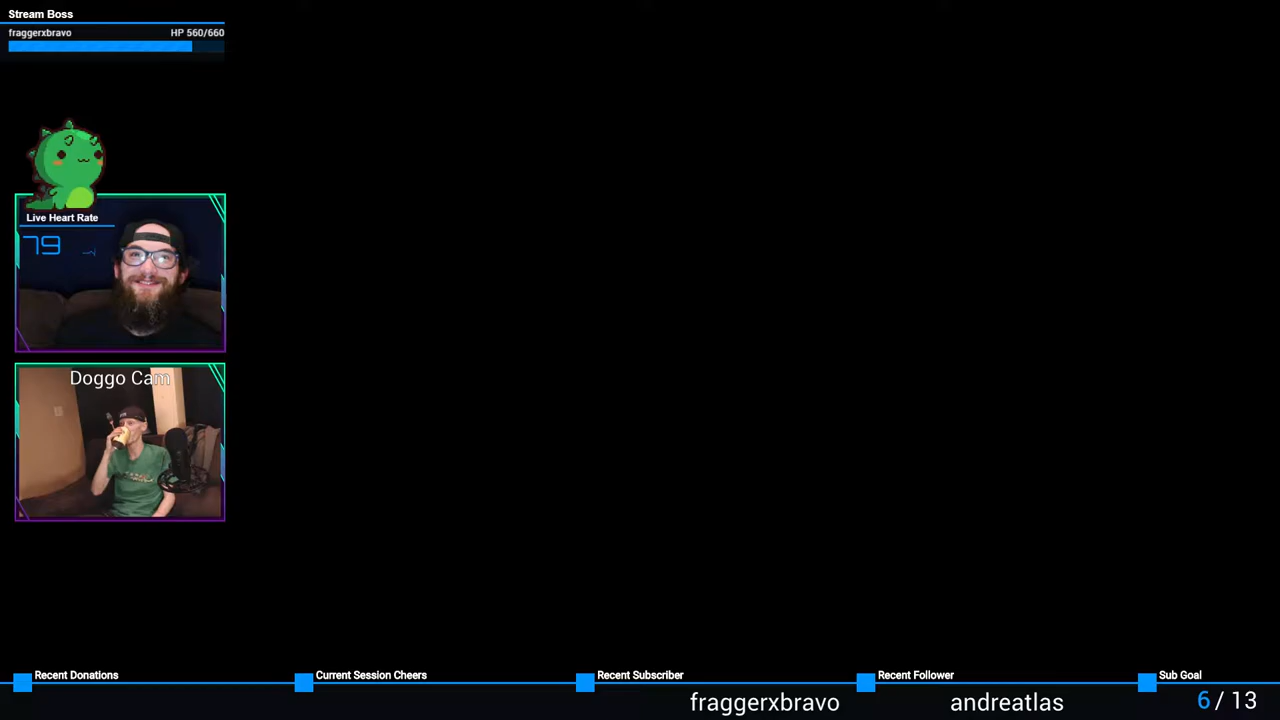 Stream Boss
fraggerxbravo HP 560/660
Live Heart Rate
79
Doggo Cam
Recent Donations
Current Session Cheers
Recent Subscriber
fraggerxbravo
Recent Follower
andreatlas
Sub Goal
6 / 13